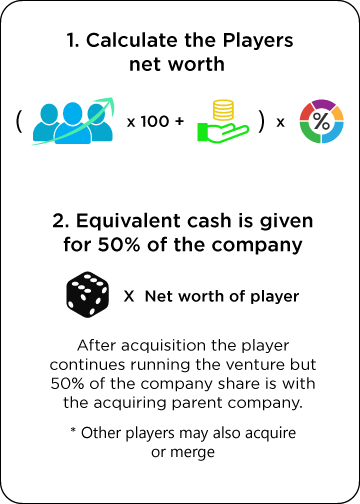 1. Calculate the Players
net worth
( x 100 + ) x %
2. Equivalent cash is given
for 50% of the company
X Net worth of player
After acquisition the player
continues running the venture but
50% of the company share is with
the acquiring parent company.
* Other players may also acquire
or merge